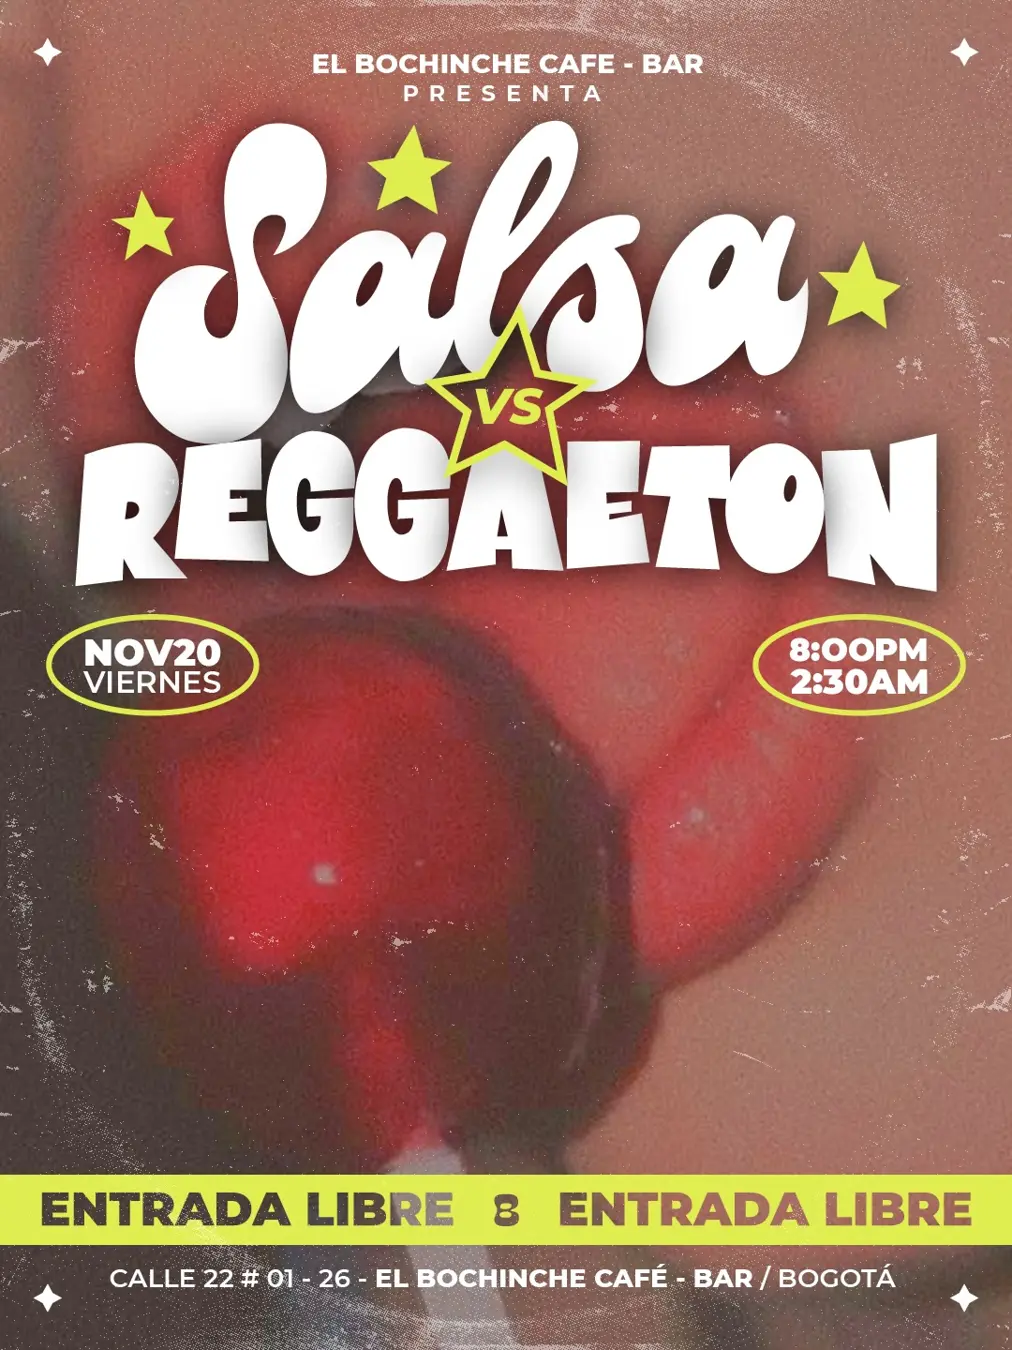 EL BOCHINCHE CAFE - BAR
PRESENTA
Salsa
VS
REGGAETON
NOV20
VIERNES
8:00PM
2:30AM
ENTRADA LIBRE 8 ENTRADA LIBRE
CALLE 22 # 01 - 26 - EL BOCHINCHE CAFÉ - BAR / BOGOTÁ